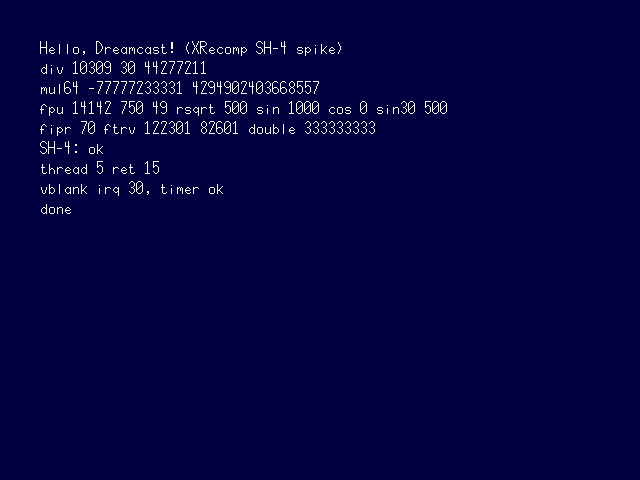 Hello, Dreamcast! (XRecomp SH-4 spike)
div 10309 30 44277211
mul64 -77777233331 4294902403668557
fpu 14142 750 49 rsqrt 500 sin 1000 cos 0 sin30 500
fipr 70 ftrv 122301 82601 double 333333333
SH-4: ok
thread 5 ret 15
vblank irq 30, timer ok
done